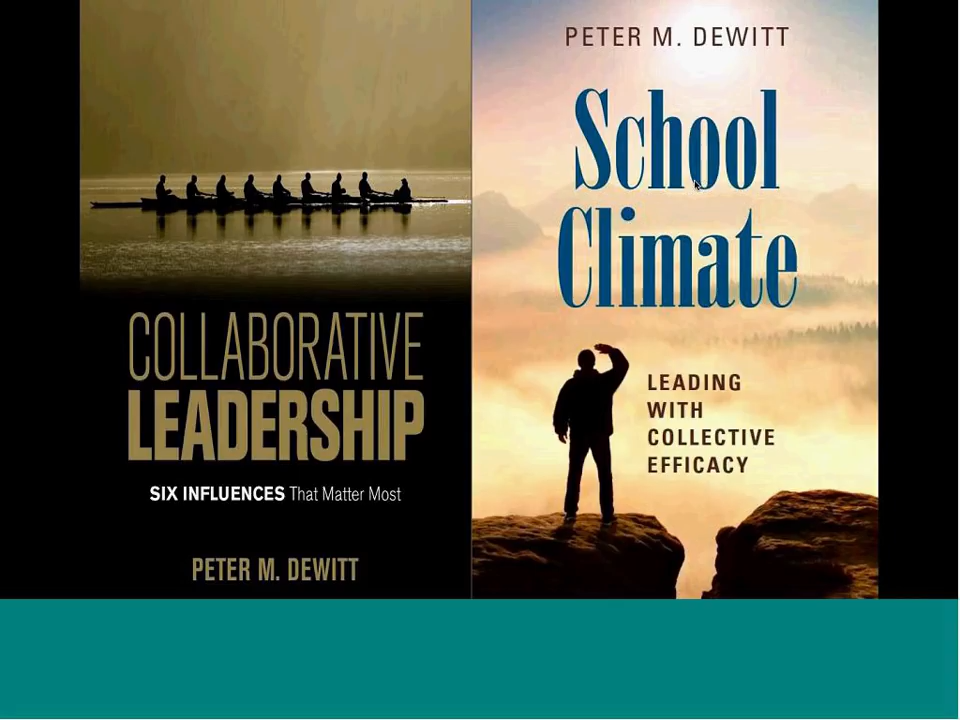 COLLABORATIVE
LEADERSHIP
SIX INFLUENCES That Matter Most
PETER M. DEWITT
PETER M. DEWITT
School
Climate
LEADING
WITH
COLLECTIVE
EFFICACY